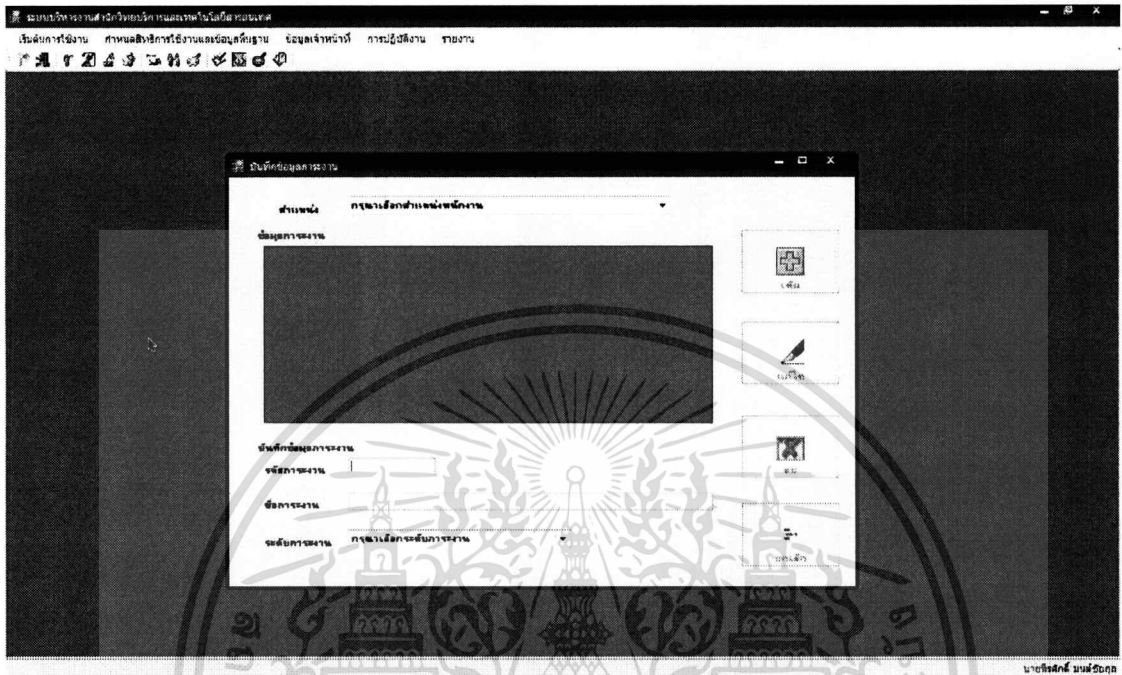 ระบบบริหารงานสำนักวิทยบริการและเทคโนโลยีสารสนเทศ
เริ่มต้นการใช้งาน กำหนดสิทธิการใช้งานและข้อมูลพื้นฐาน ข้อมูลเจ้าหน้าที่ การปฏิบัติงาน รายงาน
บันทึกข้อมูลภาระงาน
ตำแหน่ง กรุณาเลือกตำแหน่งพนักงาน
ข้อมูลภาระงาน
เพิ่ม
แก้ไข
บันทึกข้อมูลภาระงาน
รหัสภาระงาน
ลบ
ชื่อภาระงาน
ระดับภาระงาน กรุณาเลือกระดับภาระงาน
ยกเลิก